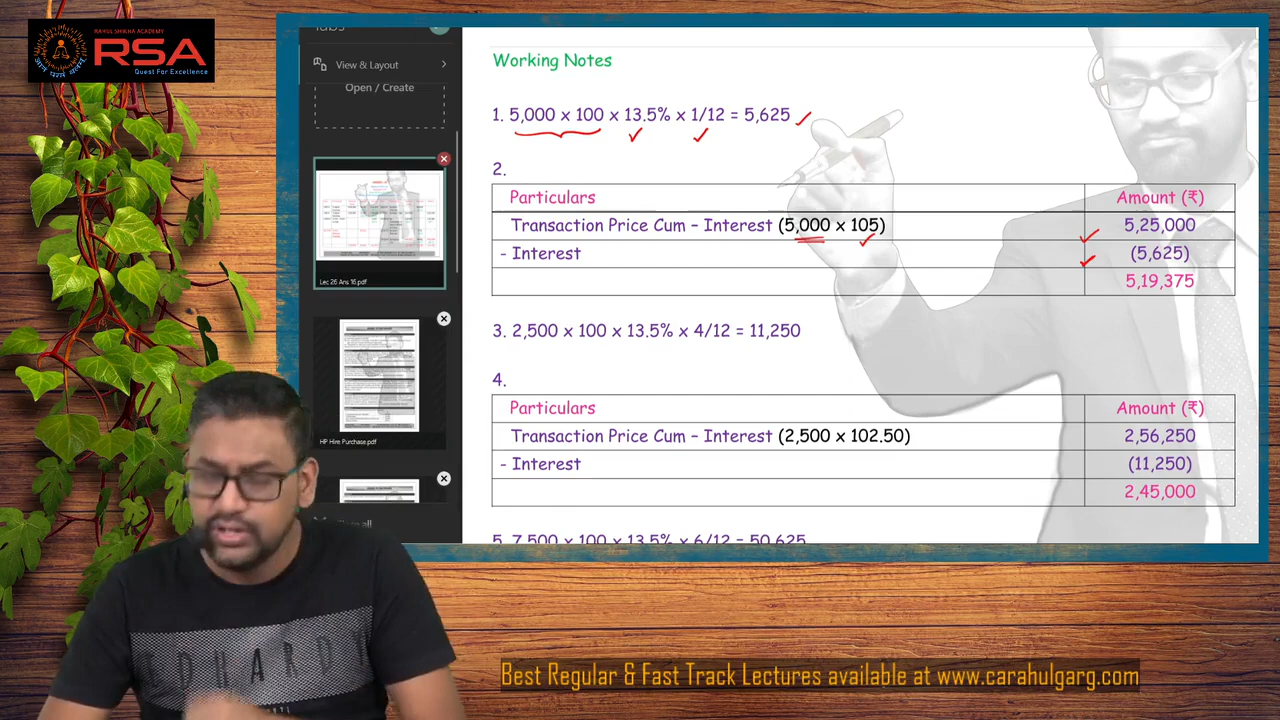 RAHUL SHIKHA ACADEMY
RSA
Quest For Excellence
View & Layout
Open / Create
Lec 26 Ans 16.pdf
HP Hire Purchase.pdf
Working Notes
1. 5,000 x 100 x 13.5% x 1/12 = 5,625
2.
Particulars Amount (₹)
Transaction Price Cum – Interest (5,000 x 105) 5,25,000
- Interest (5,625)
5,19,375
3. 2,500 x 100 x 13.5% x 4/12 = 11,250
4.
Particulars Amount (₹)
Transaction Price Cum – Interest (2,500 x 102.50) 2,56,250
- Interest (11,250)
2,45,000
5. 7,500 x 100 x 13.5% x 6/12 = 50,625
Best Regular & Fast Track Lectures available at www.carahulgarg.com